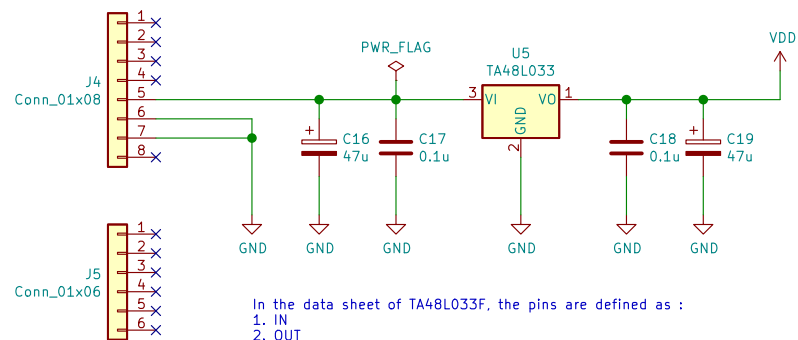 1
2
3
4
5
6
7
8
J4
Conn_01x08
PWR_FLAG
U5
TA48L033
3
VI
VO
1
GND
2
VDD
C16
47u
C17
0.1u
C18
0.1u
C19
47u
+
+
GND
GND
GND
GND
GND
GND
1
2
3
4
5
6
J5
Conn_01x06
In the data sheet of TA48L033F, the pins are defined as :
1. IN
2. OUT